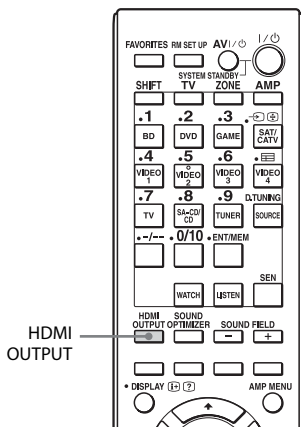 FAVORITES RM SET UP AV I/⏻ I/⏻
SYSTEM STANDBY
SHIFT TV ZONE AMP
.1 .2 .3
BD DVD GAME SAT/CATV
.4 .5 .6
VIDEO 1 VIDEO 2 VIDEO 3 VIDEO 4
.7 .8 .9 D.TUNING
TV SA-CD/CD TUNER SOURCE
.-/-- .0/10 .ENT/MEM
SEN
WATCH LISTEN
HDMI OUTPUT SOUND OPTIMIZER SOUND FIELD
– +
HDMI
OUTPUT
• DISPLAY i+ ? AMP MENU